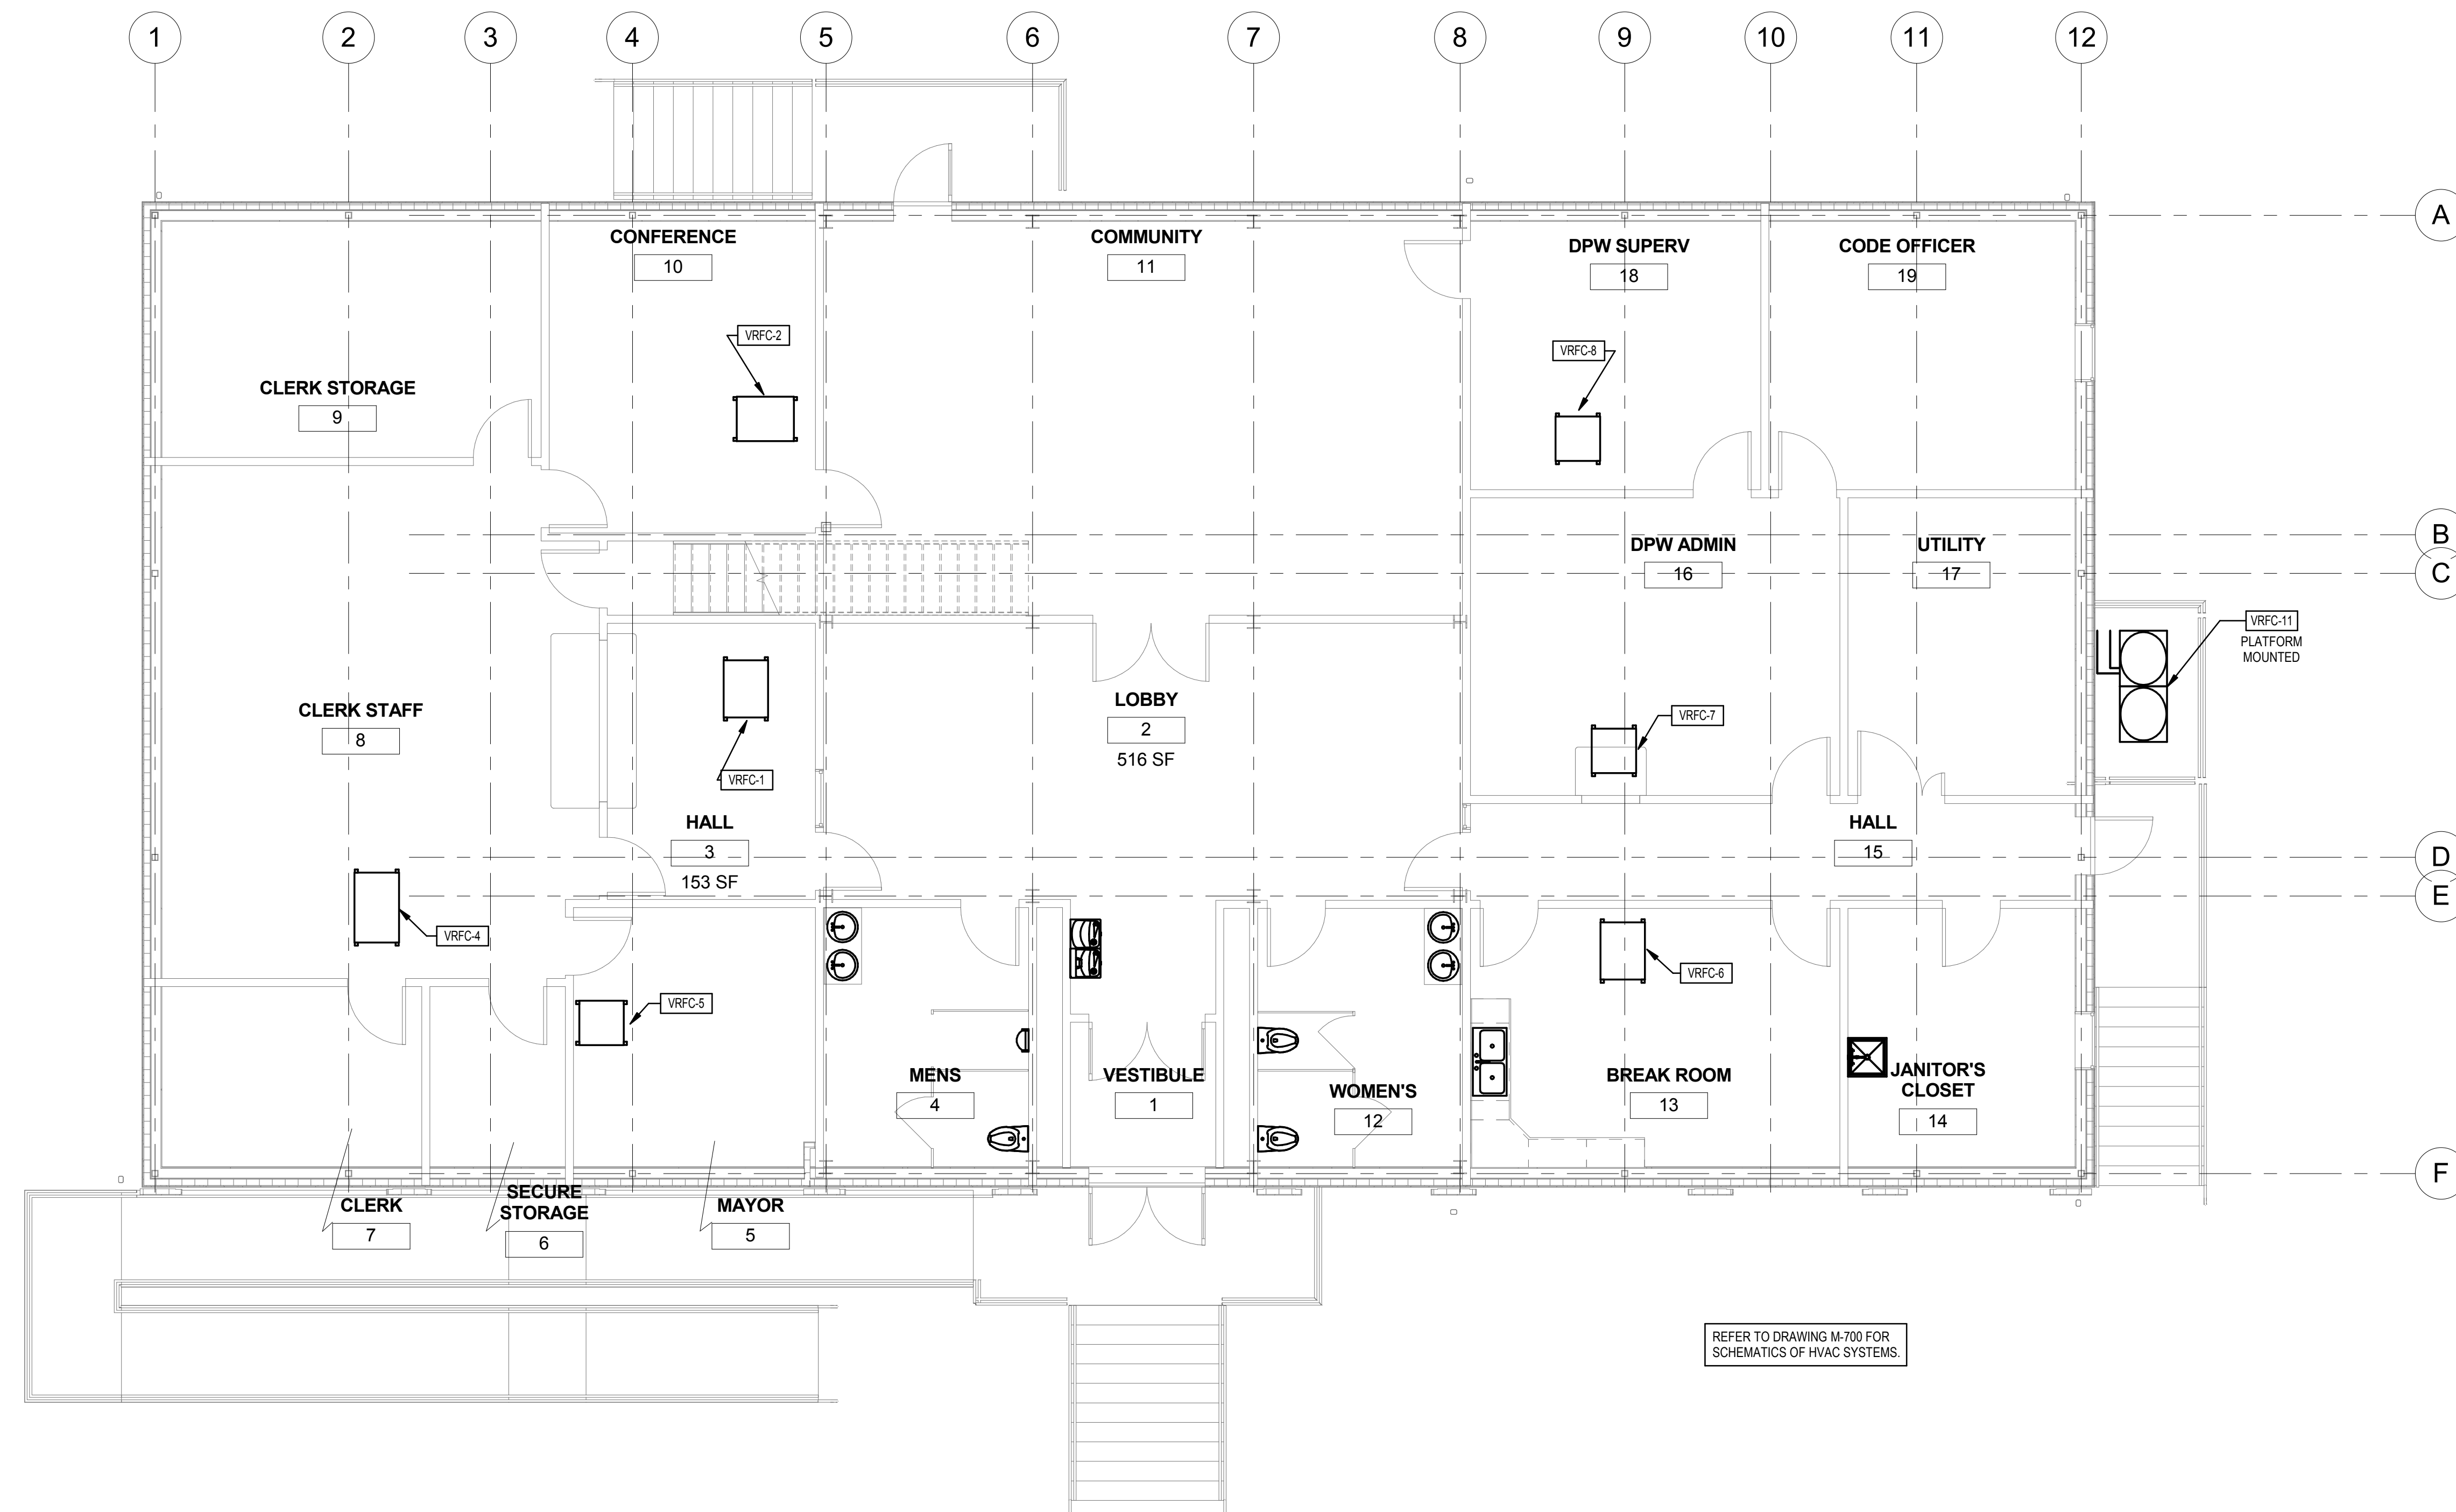 1
2
3
4
5
6
7
8
9
10
11
12
A
CONFERENCE
10
COMMUNITY
11
DPW SUPERV
18
CODE OFFICER
19
VRFC-2
VRFC-8
CLERK STORAGE
9
B
DPW ADMIN
16
UTILITY
17
C
VRFC-11
PLATFORM
MOUNTED
CLERK STAFF
8
LOBBY
2
516 SF
VRFC-7
VRFC-1
HALL
3
153 SF
HALL
15
D
E
VRFC-4
VRFC-6
VRFC-5
MENS
4
VESTIBULE
1
WOMEN'S
12
BREAK ROOM
13
JANITOR'S
CLOSET
14
F
CLERK
7
SECURE
STORAGE
6
MAYOR
5
REFER TO DRAWING M-700 FOR
SCHEMATICS OF HVAC SYSTEMS.